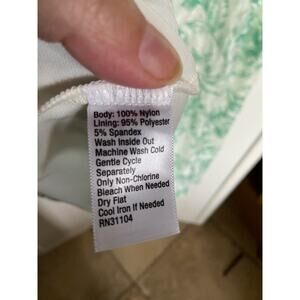 Body: 100% Nylon
Lining: 95% Polyester
5% Spandex
Wash Inside Out
Machine Wash Cold
Gentle Cycle
Separately
Only Non-Chlorine
Bleach When Needed
Dry Flat
Cool Iron If Needed
RN31104